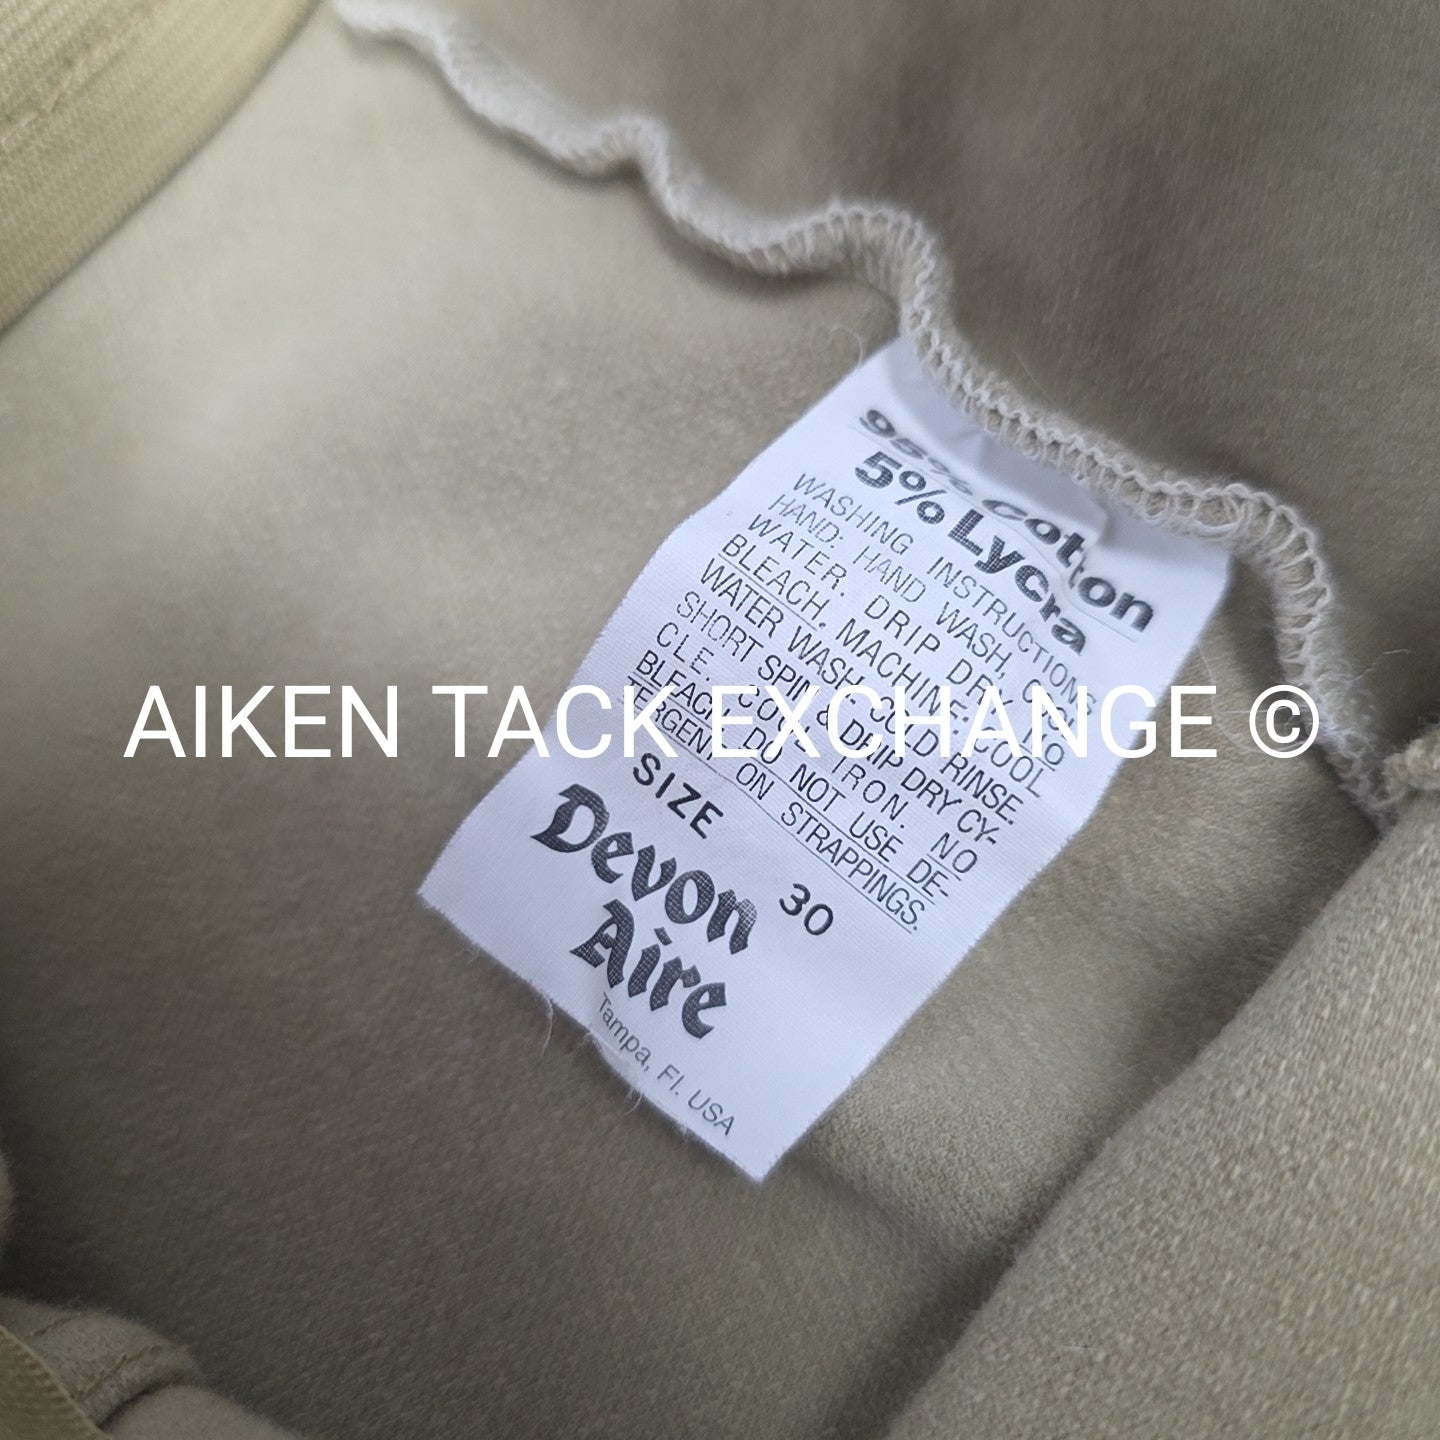 95% Cotton
5% Lycra
WASHING INSTRUCTIONS
HAND: HAND WASH, COOL
WATER. DRIP DRY. NO
BLEACH. MACHINE: COOL
WATER WASH, COLD RINSE
SHORT SPIN & DRIP DRY CY-
CLE. COOL IRON. NO
BLEACH. DO NOT USE DE-
TERGENT ON STRAPPINGS.
SIZE 30
Devon
Aire
Tampa, Fl. USA
AIKEN TACK EXCHANGE ©